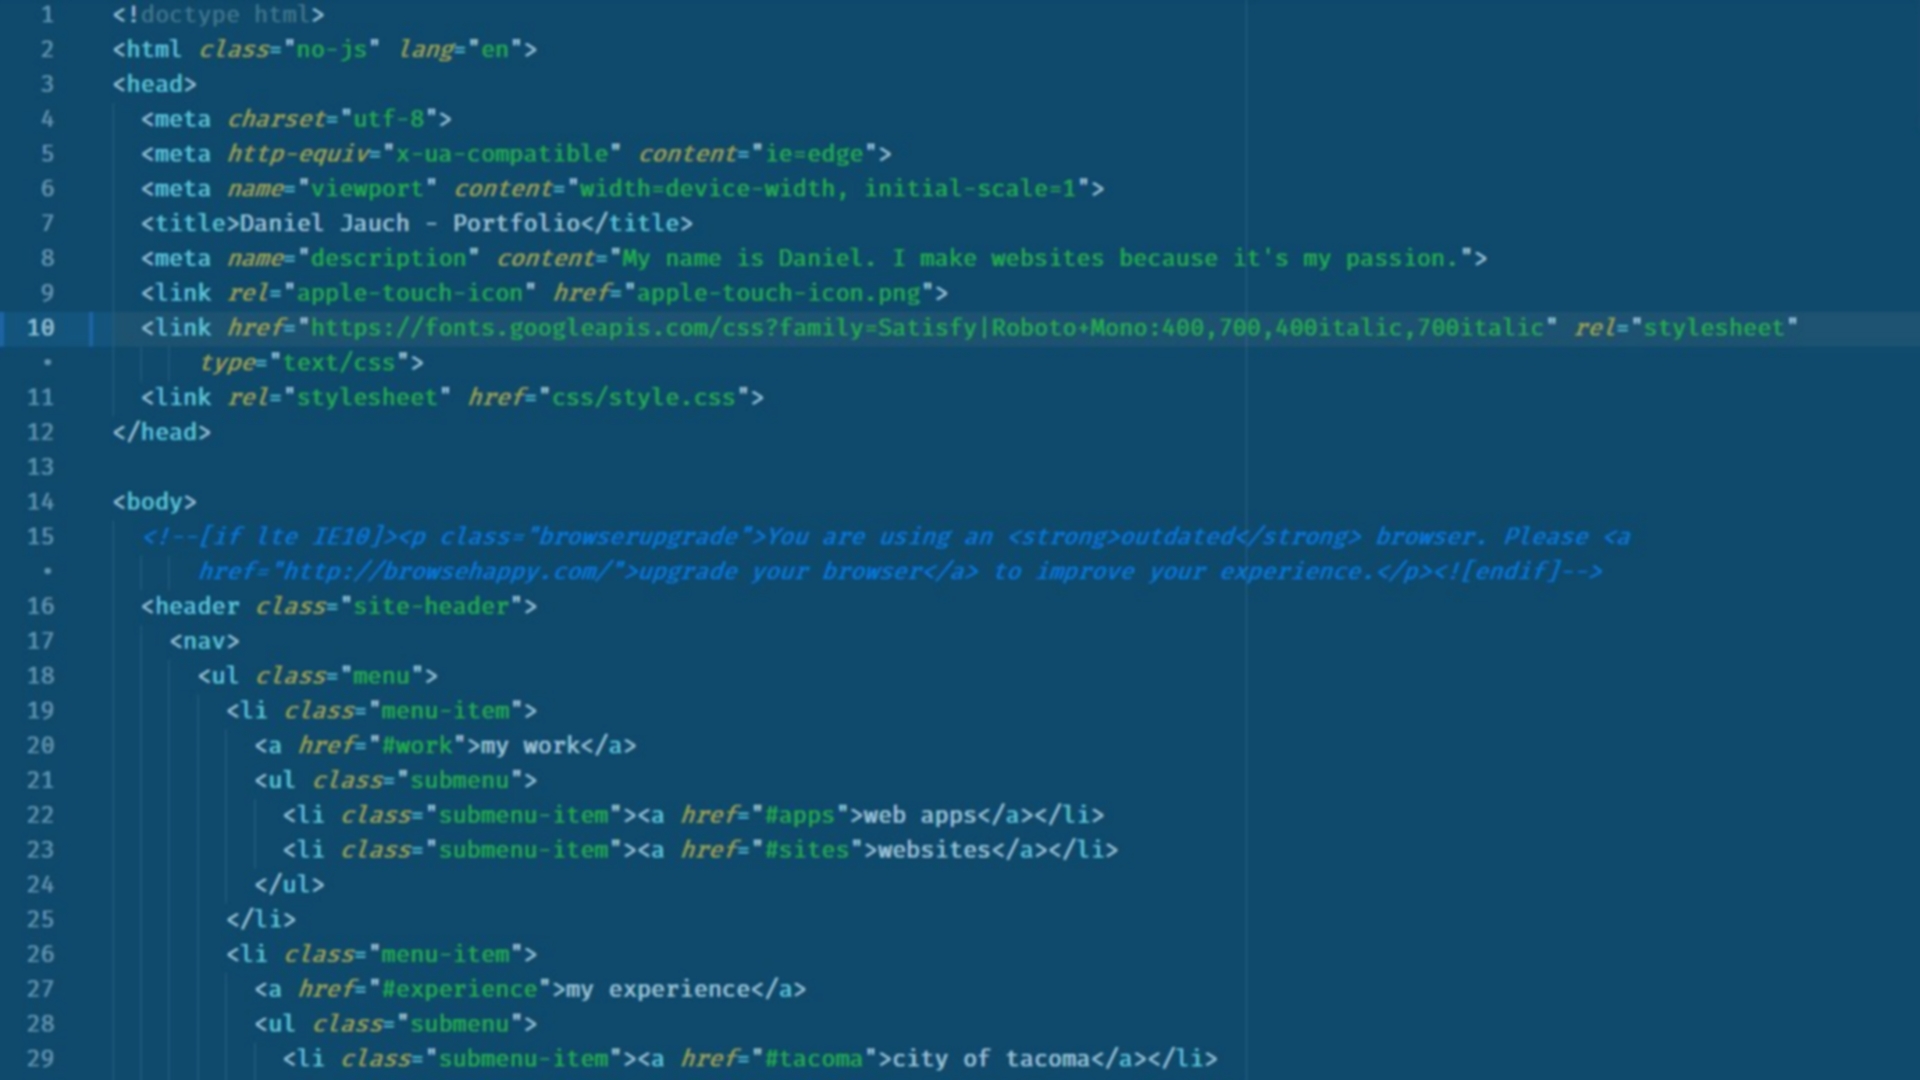 1 <!doctype html>
2 <html class="no-js" lang="en">
3 <head>
4 <meta charset="utf-8">
5 <meta http-equiv="x-ua-compatible" content="ie=edge">
6 <meta name="viewport" content="width=device-width, initial-scale=1">
7 <title>Daniel Jauch - Portfolio</title>
8 <meta name="description" content="My name is Daniel. I make websites because it's my passion.">
9 <link rel="apple-touch-icon" href="apple-touch-icon.png">
10 <link href="https://fonts.googleapis.com/css?family=Satisfy|Roboto+Mono:400,700,400italic,700italic" rel="stylesheet"
• type="text/css">
11 <link rel="stylesheet" href="css/style.css">
12 </head>
13
14 <body>
15 <!--[if lte IE10]><p class="browserupgrade">You are using an <strong>outdated</strong> browser. Please <a
• href="http://browsehappy.com/">upgrade your browser</a> to improve your experience.</p><![endif]-->
16 <header class="site-header">
17 <nav>
18 <ul class="menu">
19 <li class="menu-item">
20 <a href="#work">my work</a>
21 <ul class="submenu">
22 <li class="submenu-item"><a href="#apps">web apps</a></li>
23 <li class="submenu-item"><a href="#sites">websites</a></li>
24 </ul>
25 </li>
26 <li class="menu-item">
27 <a href="#experience">my experience</a>
28 <ul class="submenu">
29 <li class="submenu-item"><a href="#tacoma">city of tacoma</a></li>